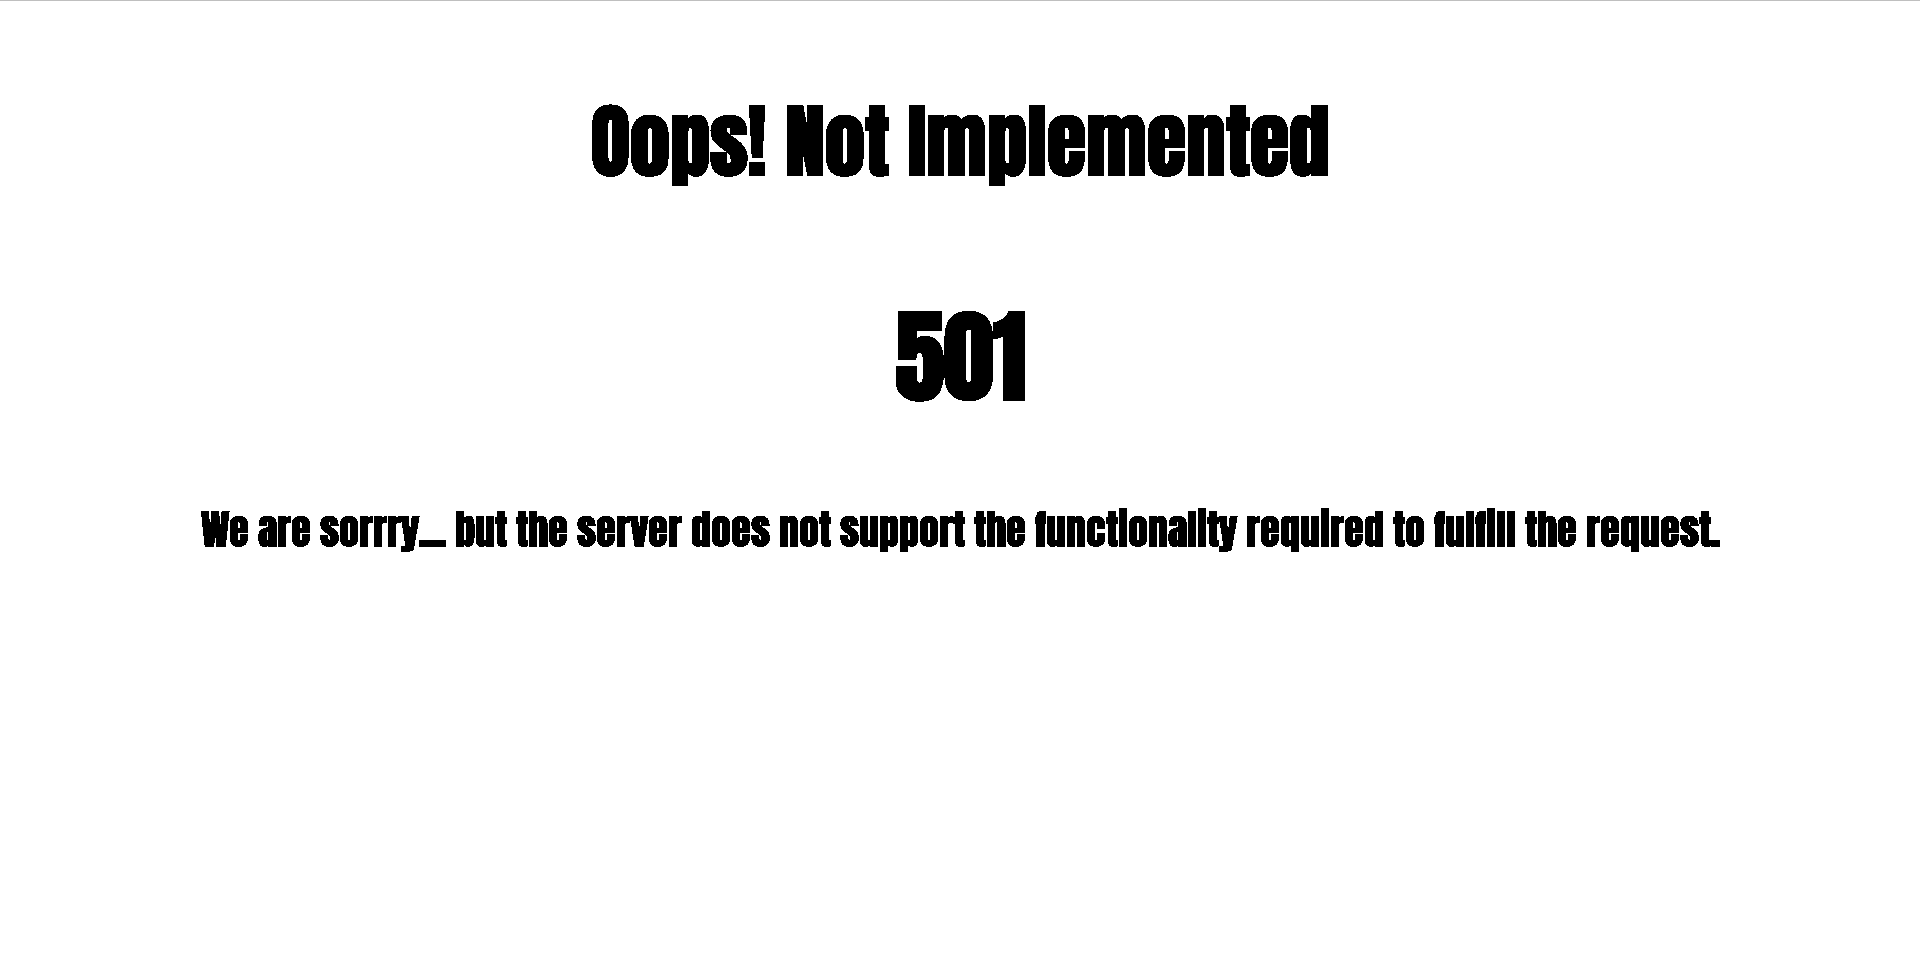 Oops! Not Implemented
501
We are sorrry.... but the server does not support the functionality required to fulfill the request.